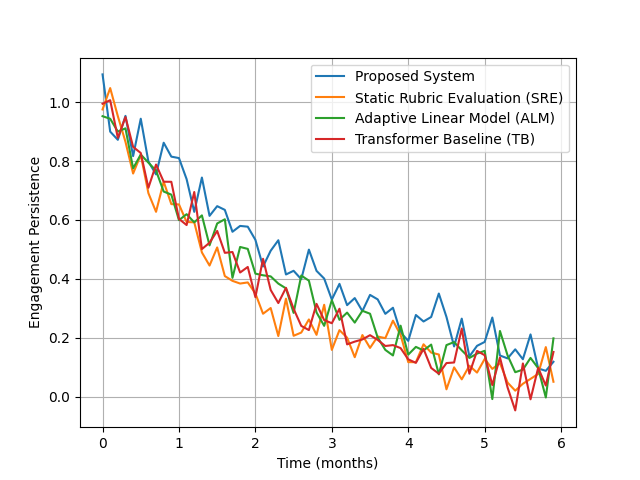 Proposed System
Static Rubric Evaluation (SRE)
Adaptive Linear Model (ALM)
Transformer Baseline (TB)
Engagement Persistence
1.0
0.8
0.6
0.4
0.2
0.0
0 1 2 3 4 5 6
Time (months)